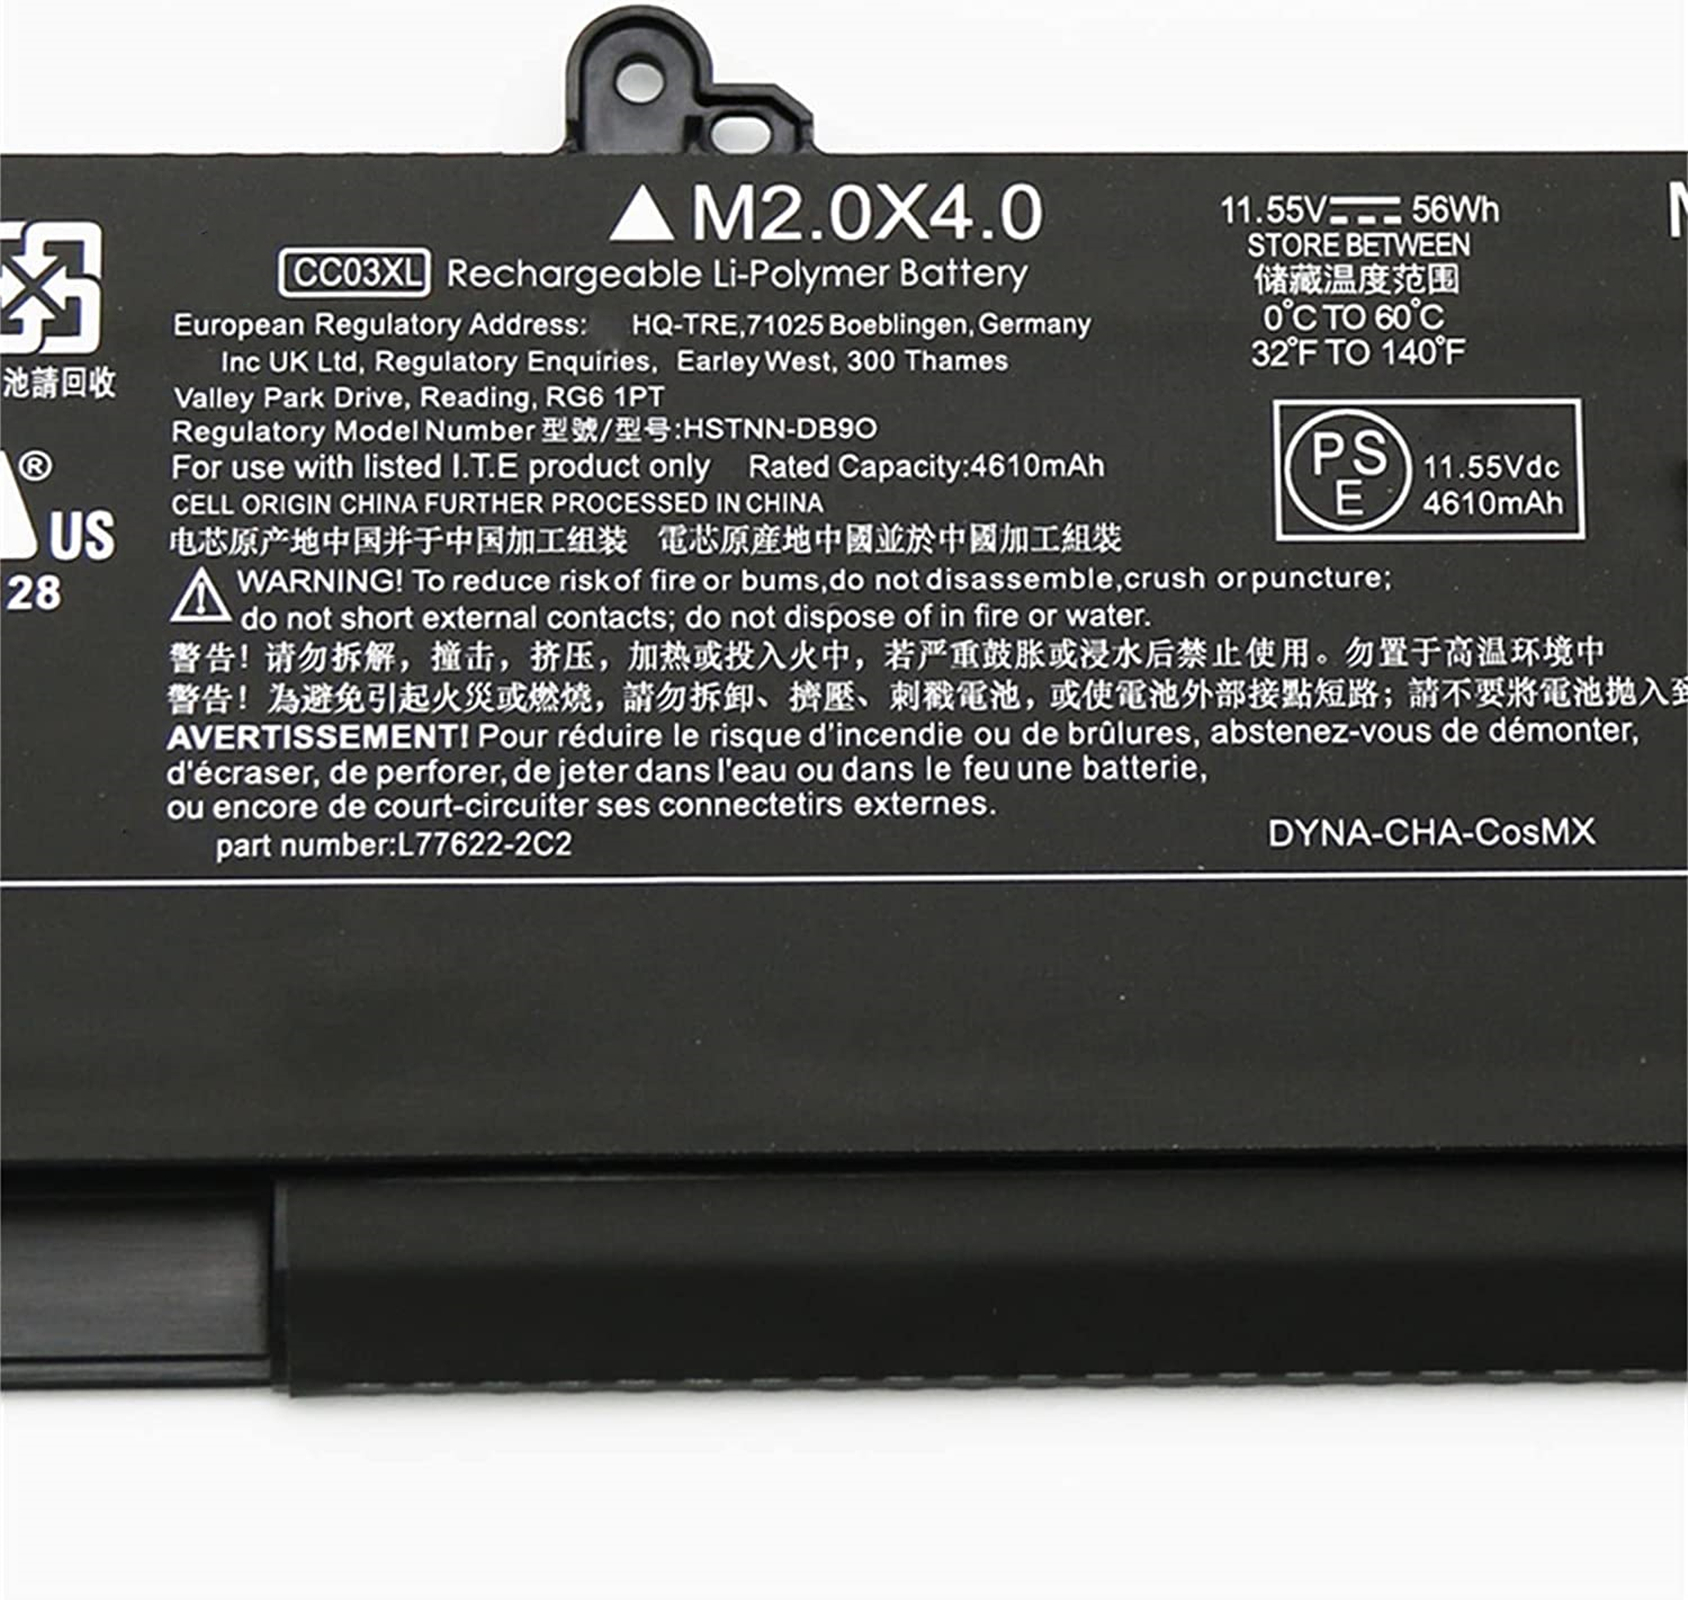 M2.0X4.0
CC03XL Rechargeable Li-Polymer Battery
European Regulatory Address: HQ-TRE,71025 Boeblingen, Germany
Inc UK Ltd, Regulatory Enquiries, Earley West, 300 Thames
Valley Park Drive, Reading, RG6 1PT
Regulatory Model Number 型號/型号:HSTNN-DB9O
For use with listed I.T.E product only Rated Capacity:4610mAh
CELL ORIGIN CHINA FURTHER PROCESSED IN CHINA
电芯原产地中国并于中国加工组装 電芯原産地中國並於中國加工組裝
WARNING! To reduce risk of fire or bums,do not disassemble,crush or puncture;
do not short external contacts; do not dispose of in fire or water.
警告! 请勿拆解，撞击，挤压，加热或投入火中，若严重鼓胀或浸水后禁止使用。勿置于高温环境中
警告! 為避免引起火災或燃燒，請勿拆卸、擠壓、刺戳電池，或使電池外部接點短路；請不要將電池抛入到
AVERTISSEMENT! Pour réduire le risque d'incendie ou de brûlures, abstenez-vous de démonter,
d'écraser, de perforer, de jeter dans l'eau ou dans le feu une batterie,
ou encore de court-circuiter ses connectetirs externes.
part number:L77622-2C2
11.55V 56Wh
STORE BETWEEN
储藏温度范围
0°C TO 60°C
32°F TO 140°F
PSE
11.55Vdc
4610mAh
DYNA-CHA-CosMX
池請回收
®
US
28